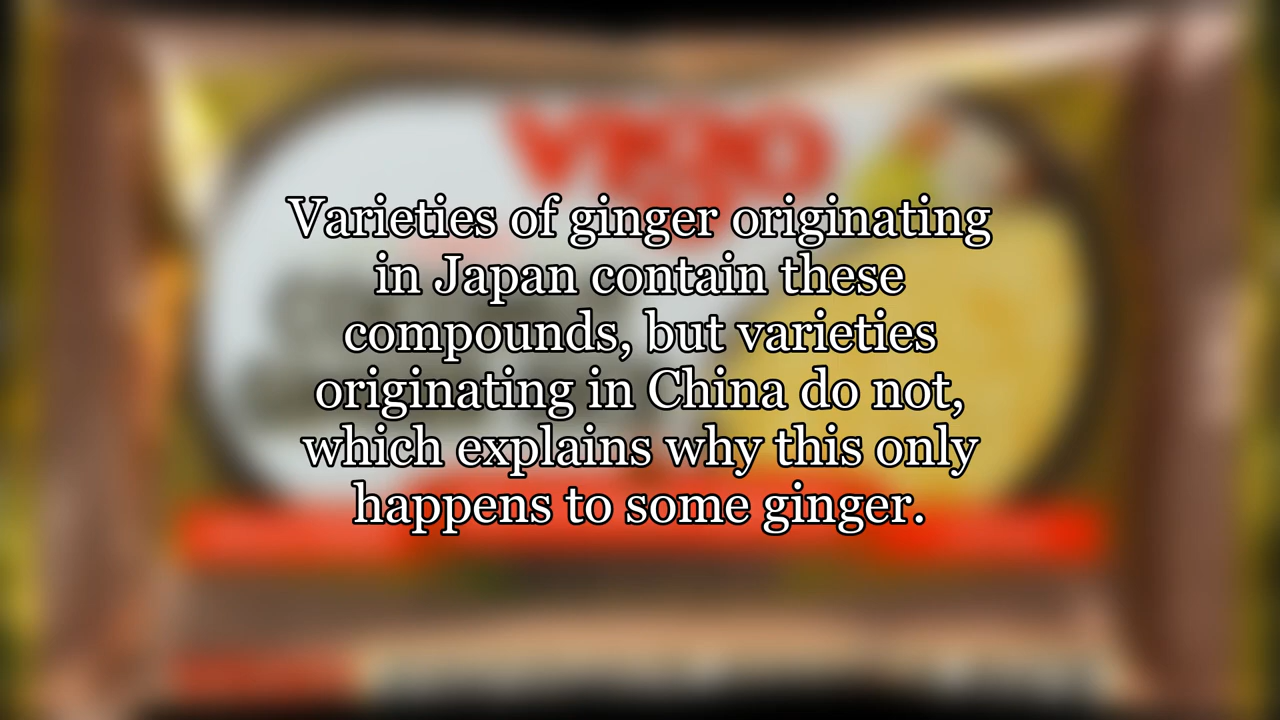 Varieties of ginger originating
in Japan contain these
compounds, but varieties
originating in China do not,
which explains why this only
happens to some ginger.